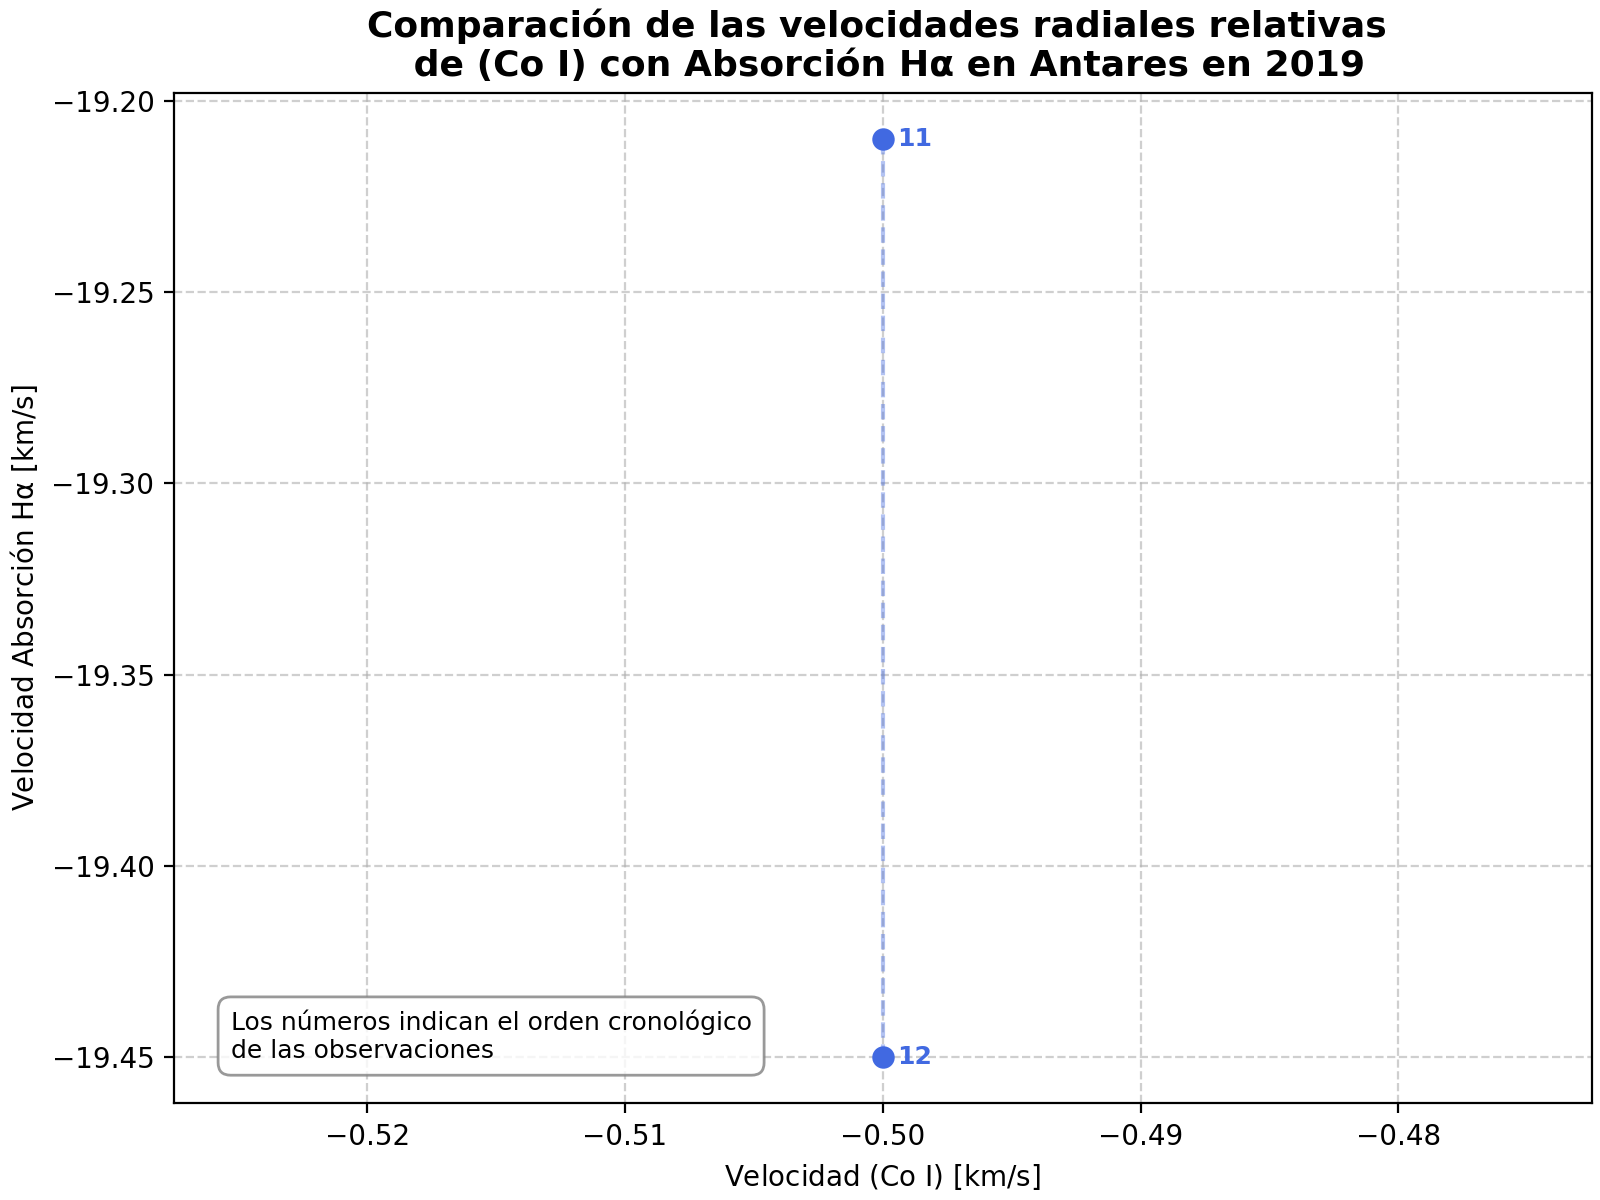 Comparación de las velocidades radiales relativas
de (Co I) con Absorción Hα en Antares en 2019
Velocidad Absorción Hα [km/s]
−19.20
−19.25
−19.30
−19.35
−19.40
−19.45
11
12
Los números indican el orden cronológico
de las observaciones
−0.52
−0.51
−0.50
−0.49
−0.48
Velocidad (Co I) [km/s]